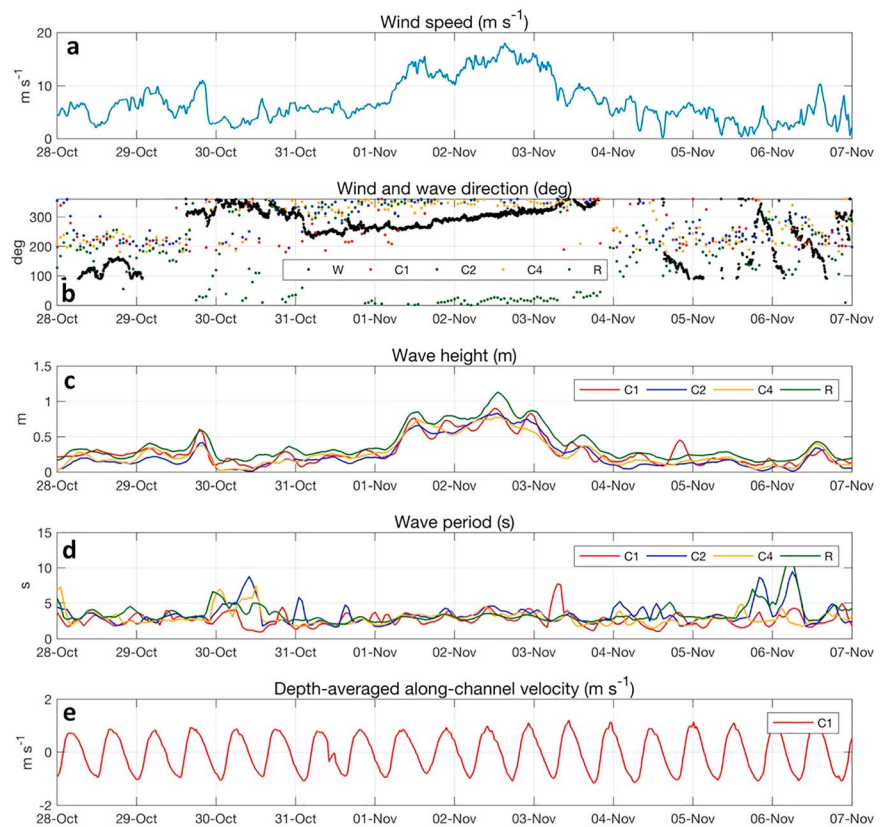 Wind speed (m s-1)
a
20
10
0
m s-1
28-Oct 29-Oct 30-Oct 31-Oct 01-Nov 02-Nov 03-Nov 04-Nov 05-Nov 06-Nov 07-Nov
Wind and wave direction (deg)
300
200
100
0
deg
W C1 C2 C4 R
b
28-Oct 29-Oct 30-Oct 31-Oct 01-Nov 02-Nov 03-Nov 04-Nov 05-Nov 06-Nov 07-Nov
Wave height (m)
c
1.5
1
0.5
0
m
C1 C2 C4 R
28-Oct 29-Oct 30-Oct 31-Oct 01-Nov 02-Nov 03-Nov 04-Nov 05-Nov 06-Nov 07-Nov
Wave period (s)
d
15
10
5
0
s
C1 C2 C4 R
28-Oct 29-Oct 30-Oct 31-Oct 01-Nov 02-Nov 03-Nov 04-Nov 05-Nov 06-Nov 07-Nov
Depth-averaged along-channel velocity (m s-1)
e
2
0
-2
m s-1
C1
28-Oct 29-Oct 30-Oct 31-Oct 01-Nov 02-Nov 03-Nov 04-Nov 05-Nov 06-Nov 07-Nov